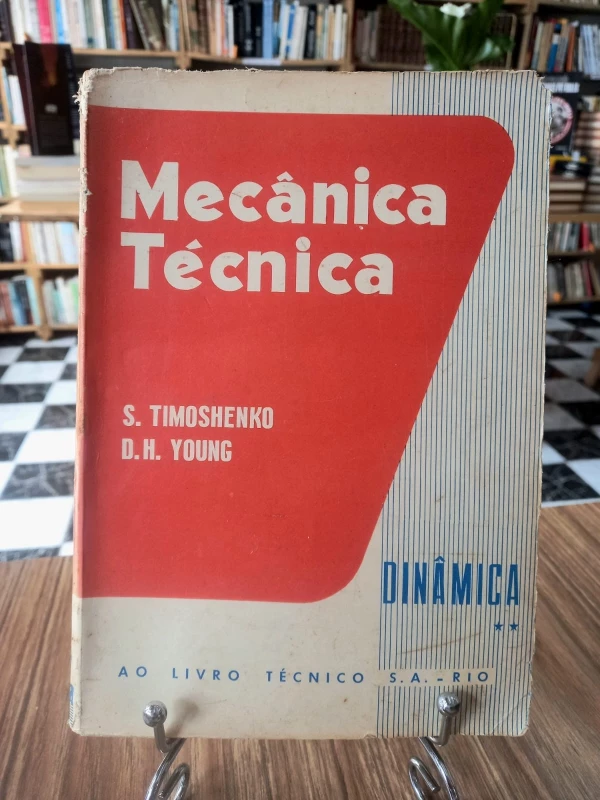 Mecânica
Técnica
S. TIMOSHENKO
D.H. YOUNG
DINÂMICA
★★
AO LIVRO TÉCNICO S.A. - RIO